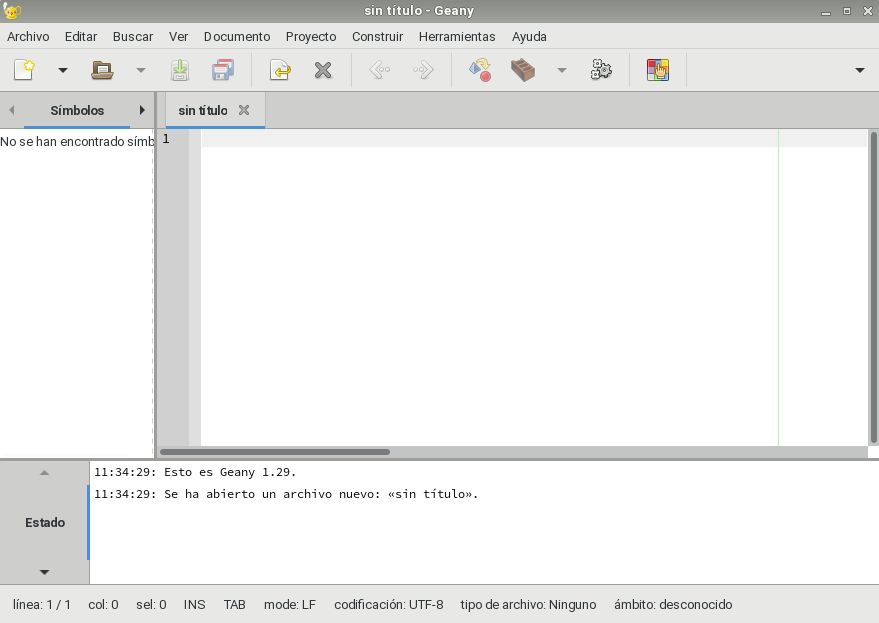 sin título - Geany
Archivo Editar Buscar Ver Documento Proyecto Construir Herramientas Ayuda
Símbolos
sin título
No se han encontrado símb
1
11:34:29: Esto es Geany 1.29.
11:34:29: Se ha abierto un archivo nuevo: «sin título».
Estado
línea: 1 / 1 col: 0 sel: 0 INS TAB mode: LF codificación: UTF-8 tipo de archivo: Ninguno ámbito: desconocido